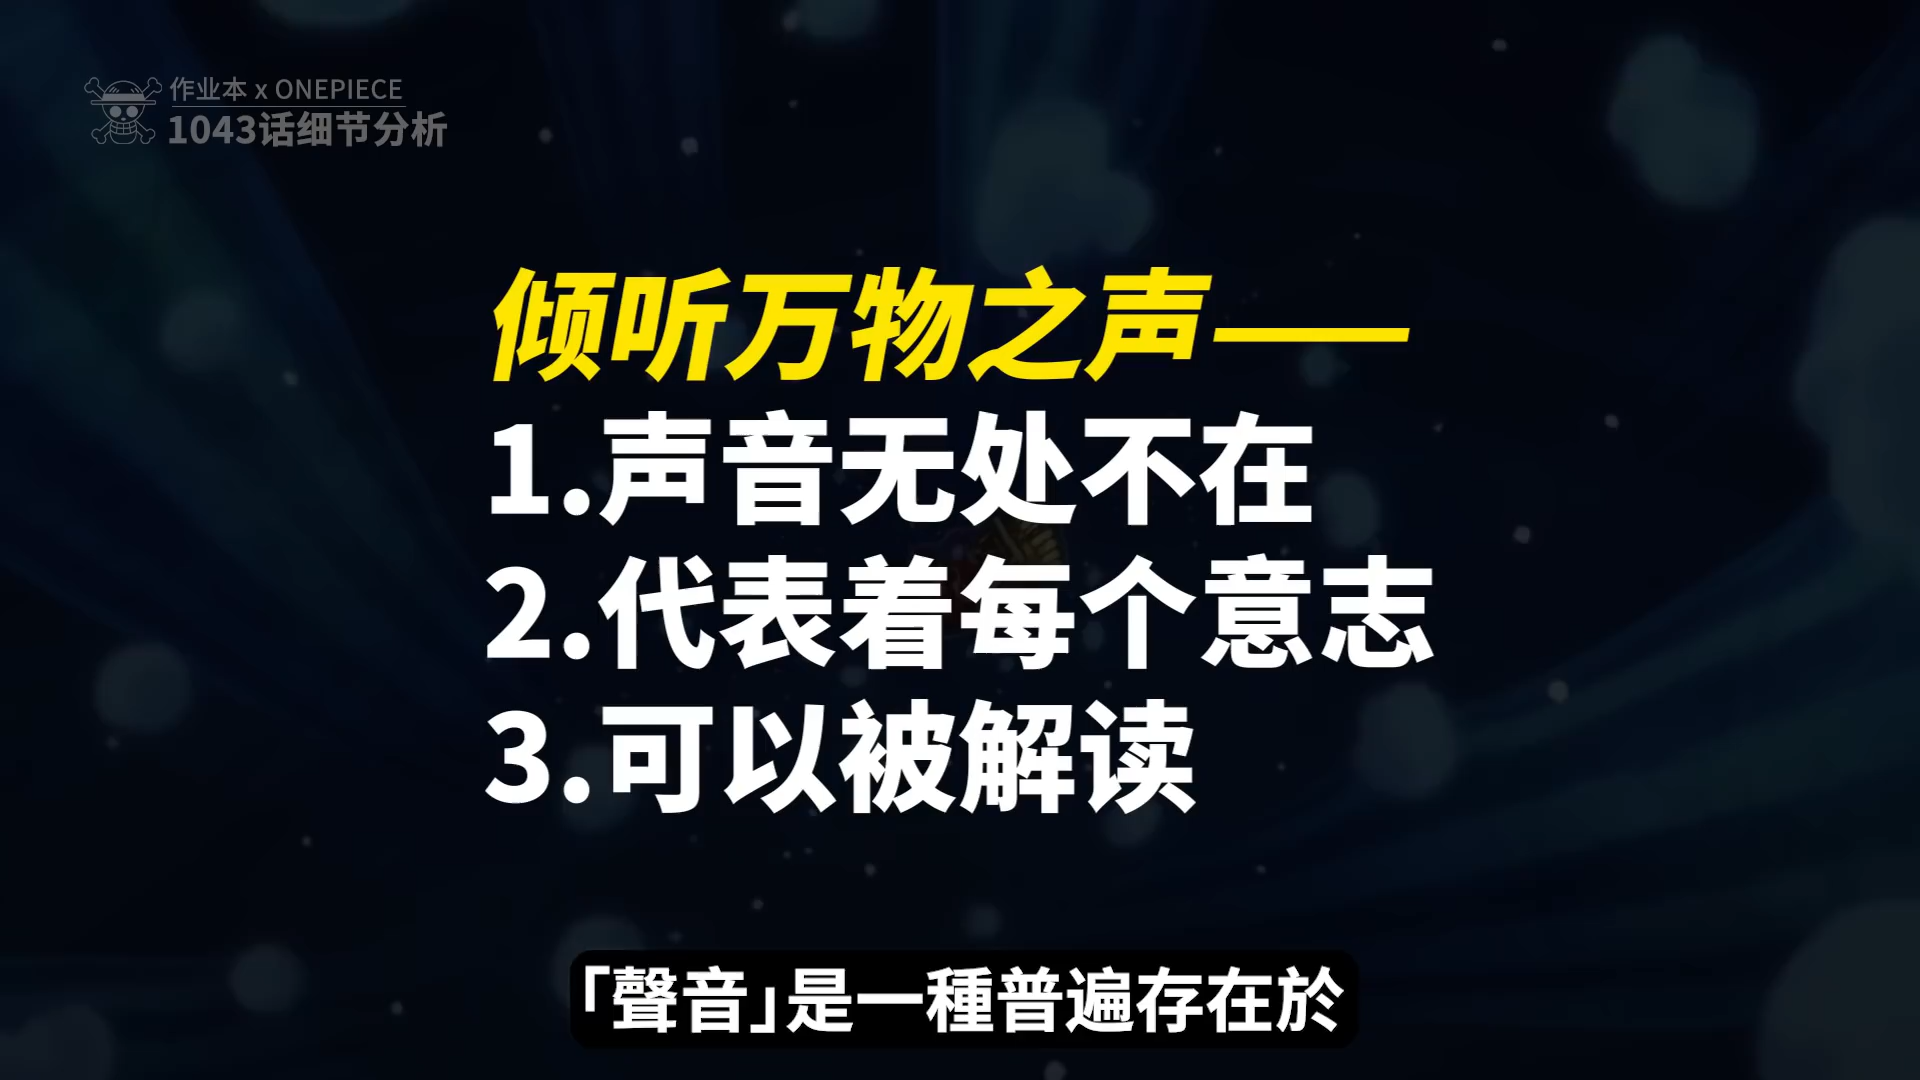 作业本 x ONEPIECE
1043话细节分析
倾听万物之声——
1.声音无处不在
2.代表着每个意志
3.可以被解读
「聲音」是一種普遍存在於